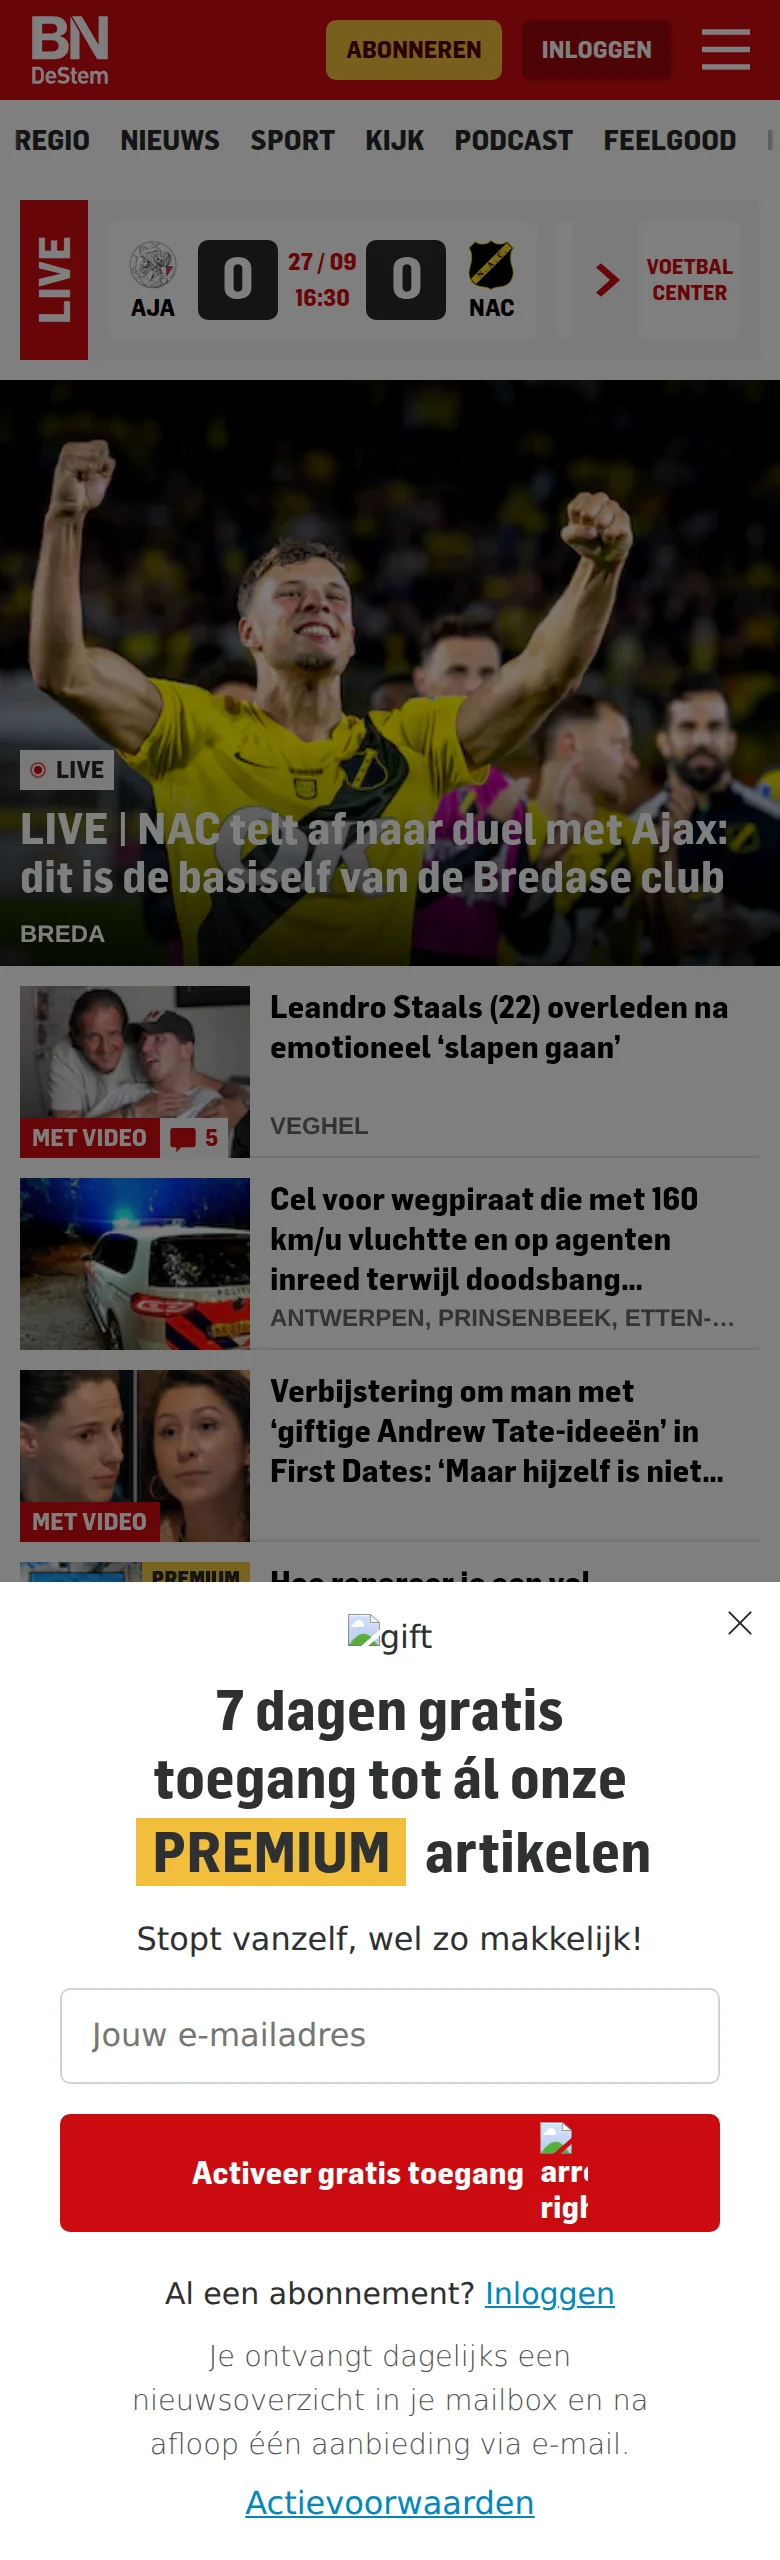 BN
DeStem
ABONNEREN
INLOGGEN
REGIO NIEUWS SPORT KIJK PODCAST FEELGOOD
LIVE
0 27 / 09 0
16:30
AJA
NAC
VOETBAL
CENTER
LIVE
LIVE | NAC telt af naar duel met Ajax:
dit is de basiself van de Bredase club
BREDA
Leandro Staals (22) overleden na
emotioneel ‘slapen gaan’
MET VIDEO 5
VEGHEL
Cel voor wegpiraat die met 160
km/u vluchtte en op agenten
inreed terwijl doodsbang...
ANTWERPEN, PRINSENBEEK, ETTEN-...
Verbijstering om man met
‘giftige Andrew Tate-ideeën’ in
First Dates: ‘Maar hijzelf is niet...
MET VIDEO
PREMIUM
Hoe repareer je een vol
gift
7 dagen gratis
toegang tot ál onze
PREMIUM artikelen
Stopt vanzelf, wel zo makkelijk!
Jouw e-mailadres
Activeer gratis toegang
Al een abonnement? Inloggen
Je ontvangt dagelijks een
nieuwsoverzicht in je mailbox en na
afloop één aanbieding via e-mail.
Actievoorwaarden